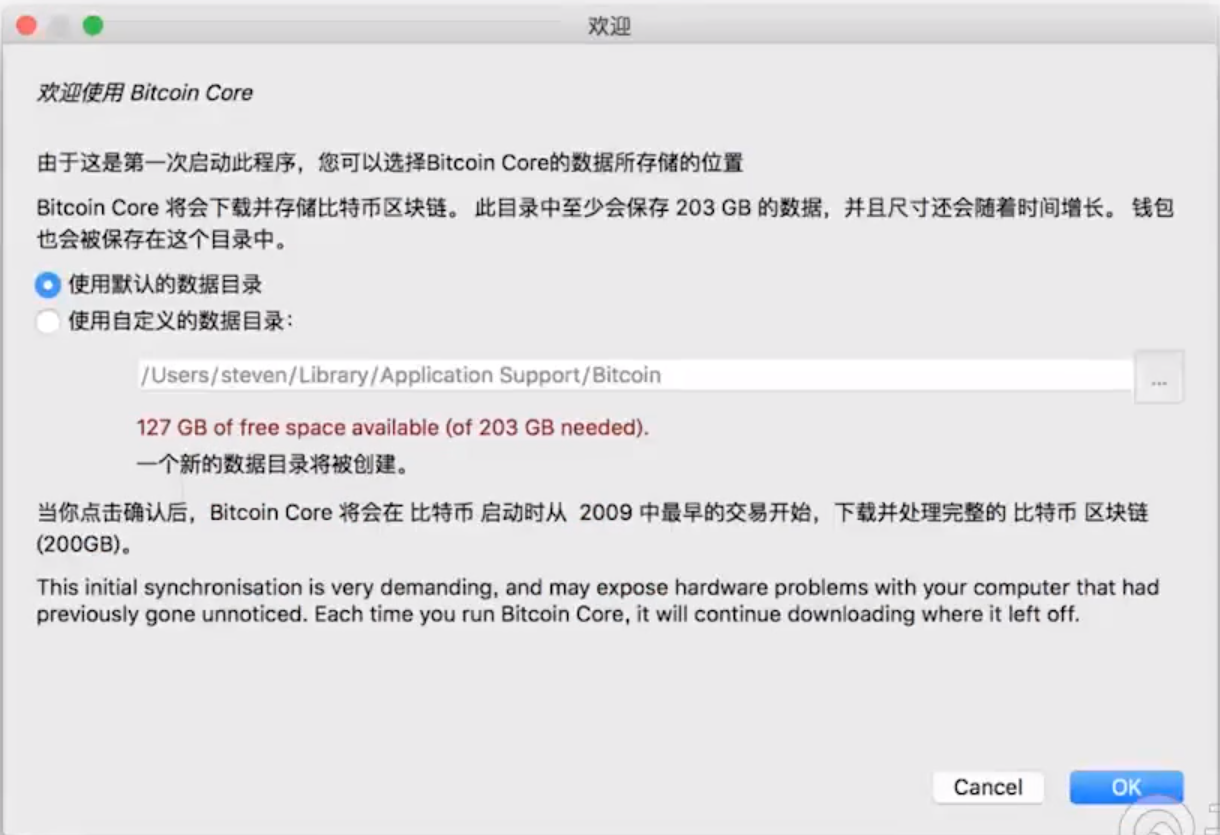 欢迎
欢迎使用 Bitcoin Core
由于这是第一次启动此程序，您可以选择Bitcoin Core的数据所存储的位置
Bitcoin Core 将会下载并存储比特币区块链。 此目录中至少会保存 203 GB 的数据，并且尺寸还会随着时间增长。 钱包
也会被保存在这个目录中。
使用默认的数据目录
使用自定义的数据目录：
/Users/steven/Library/Application Support/Bitcoin
...
127 GB of free space available (of 203 GB needed).
一个新的数据目录将被创建。
当你点击确认后，Bitcoin Core 将会在 比特币 启动时从 2009 中最早的交易开始，下载并处理完整的 比特币 区块链
(200GB)。
This initial synchronisation is very demanding, and may expose hardware problems with your computer that had
previously gone unnoticed. Each time you run Bitcoin Core, it will continue downloading where it left off.
Cancel
OK